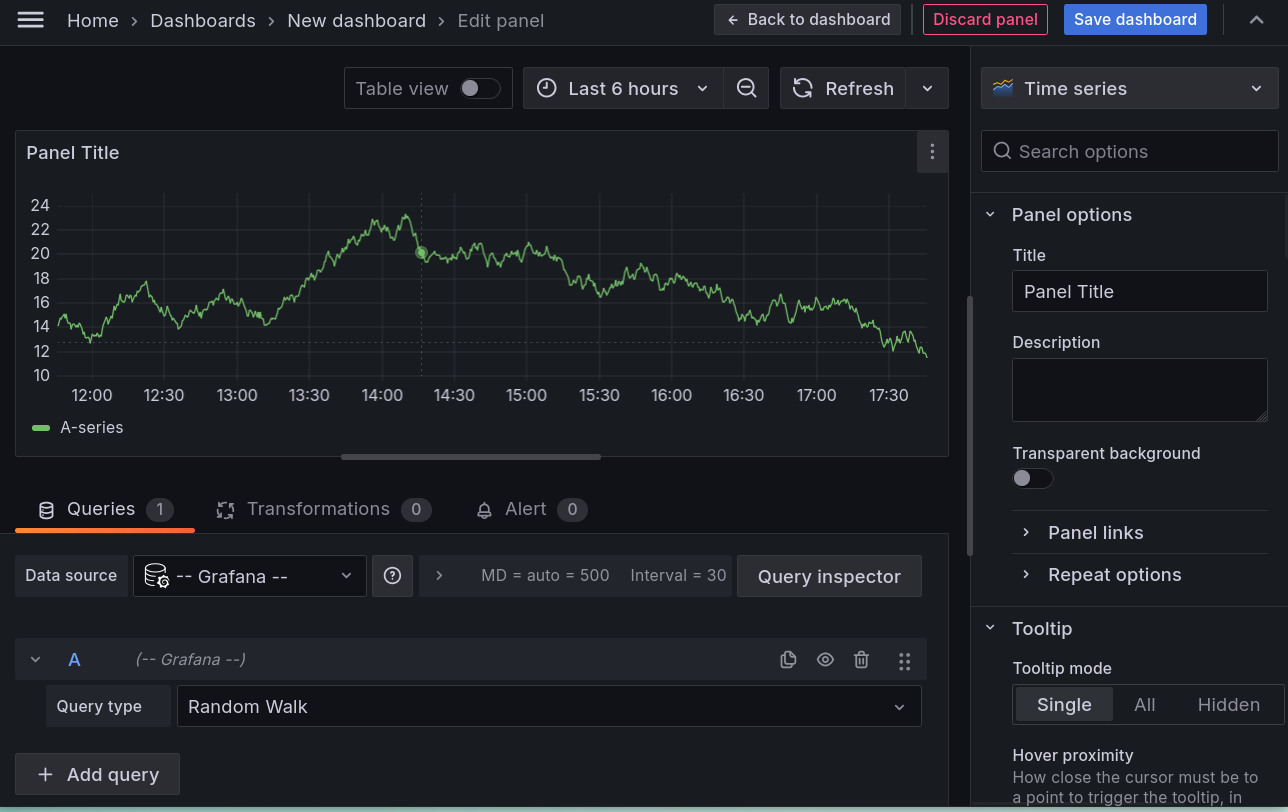 Home > Dashboards > New dashboard > Edit panel
← Back to dashboard
Discard panel
Save dashboard
Table view
Last 6 hours
Refresh
Time series
Search options
Panel Title
24
22
20
18
16
14
12
10
12:00 12:30 13:00 13:30 14:00 14:30 15:00 15:30 16:00 16:30 17:00 17:30
A-series
Queries 1
Transformations 0
Alert 0
Data source
-- Grafana --
MD = auto = 500 Interval = 30
Query inspector
A (-- Grafana --)
Query type
Random Walk
+ Add query
Panel options
Title
Panel Title
Description
Transparent background
Panel links
Repeat options
Tooltip
Tooltip mode
Single All Hidden
Hover proximity
How close the cursor must be to
a point to trigger the tooltip, in